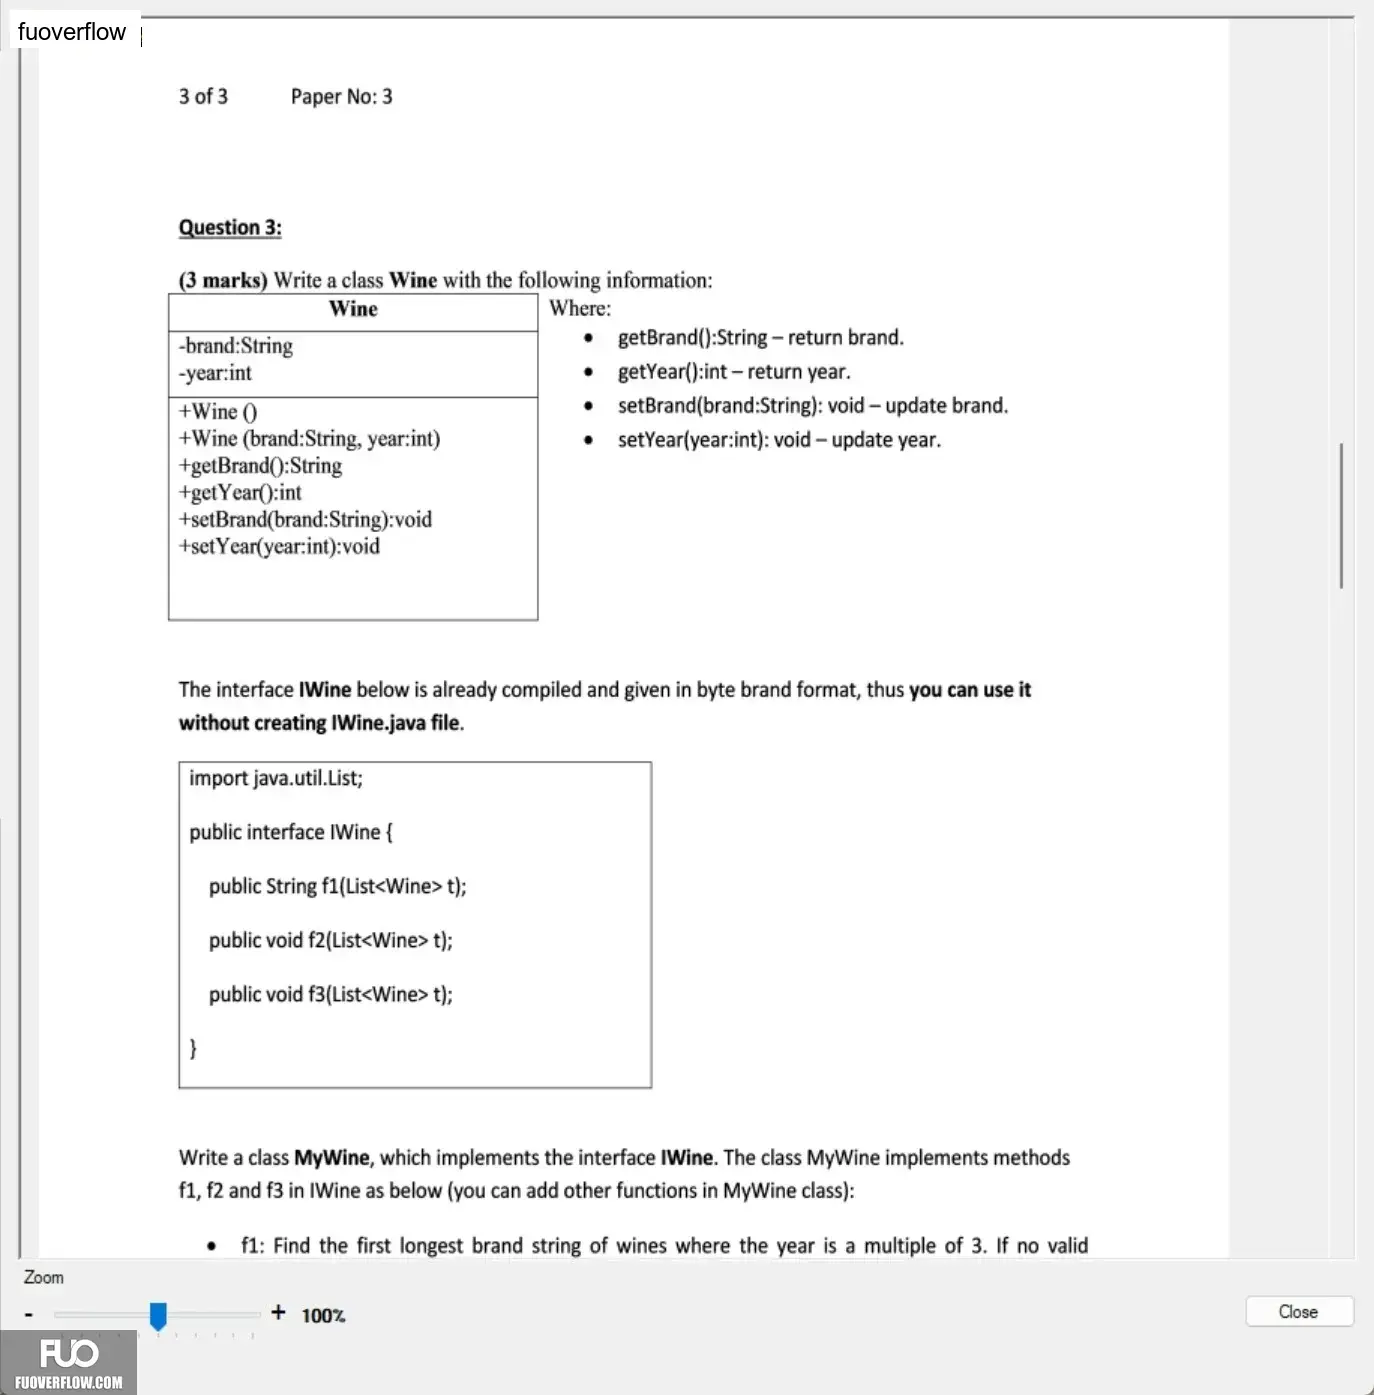 fuoverflow
3 of 3 Paper No: 3
Question 3:
(3 marks) Write a class Wine with the following information:
Wine
-brand:String
-year:int
+Wine ()
+Wine (brand:String, year:int)
+getBrand():String
+getYear():int
+setBrand(brand:String):void
+setYear(year:int):void
Where:
• getBrand():String – return brand.
• getYear():int – return year.
• setBrand(brand:String): void – update brand.
• setYear(year:int): void – update year.
The interface IWine below is already compiled and given in byte brand format, thus you can use it
without creating IWine.java file.
import java.util.List;
public interface IWine {
public String f1(List<Wine> t);
public void f2(List<Wine> t);
public void f3(List<Wine> t);
}
Write a class MyWine, which implements the interface IWine. The class MyWine implements methods
f1, f2 and f3 in IWine as below (you can add other functions in MyWine class):
• f1: Find the first longest brand string of wines where the year is a multiple of 3. If no valid
Zoom
- + 100%
Close
FUO
FUOVERFLOW.COM